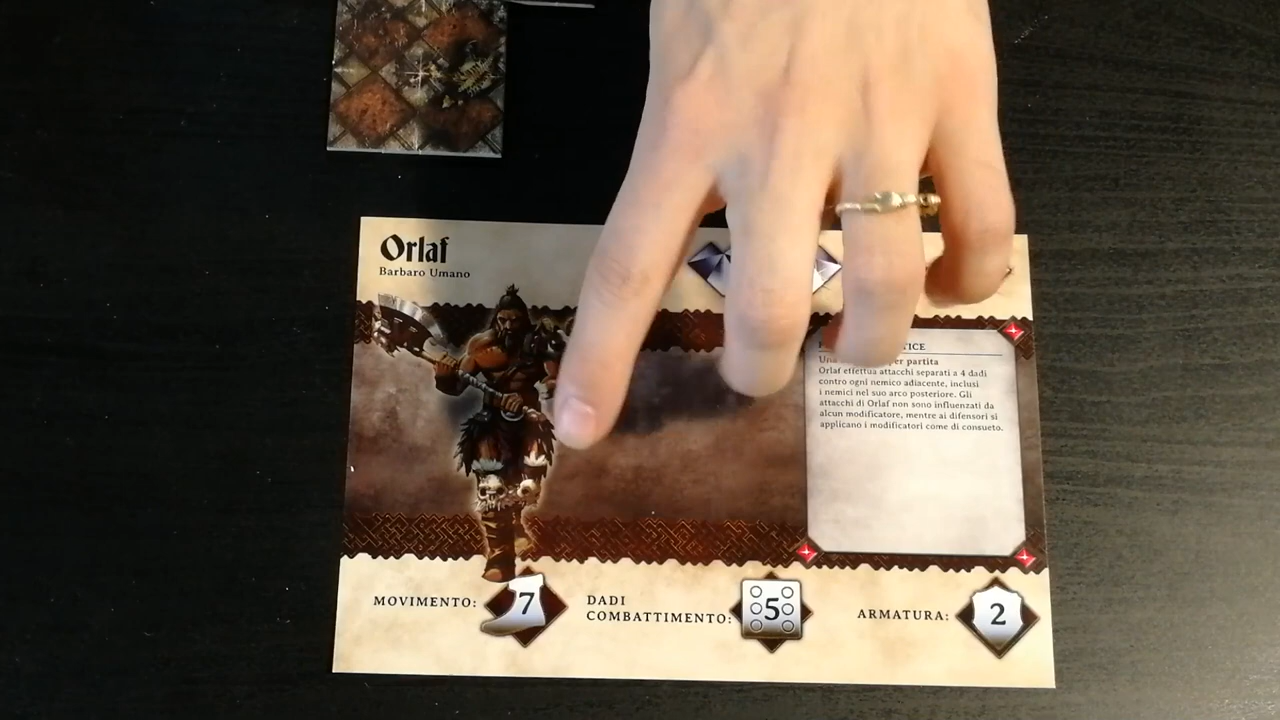 Orlaf
Barbaro Umano
per partita
Orlaf effettua attacchi separati a 4 dadi
contro ogni nemico adiacente, inclusi
i nemici nel suo arco posteriore. Gli
attacchi di Orlaf non sono influenzati da
alcun modificatore, mentre ai difensori si
applicano i modificatori come di consueto.
MOVIMENTO: 7
DADI
COMBATTIMENTO: 5
ARMATURA: 2